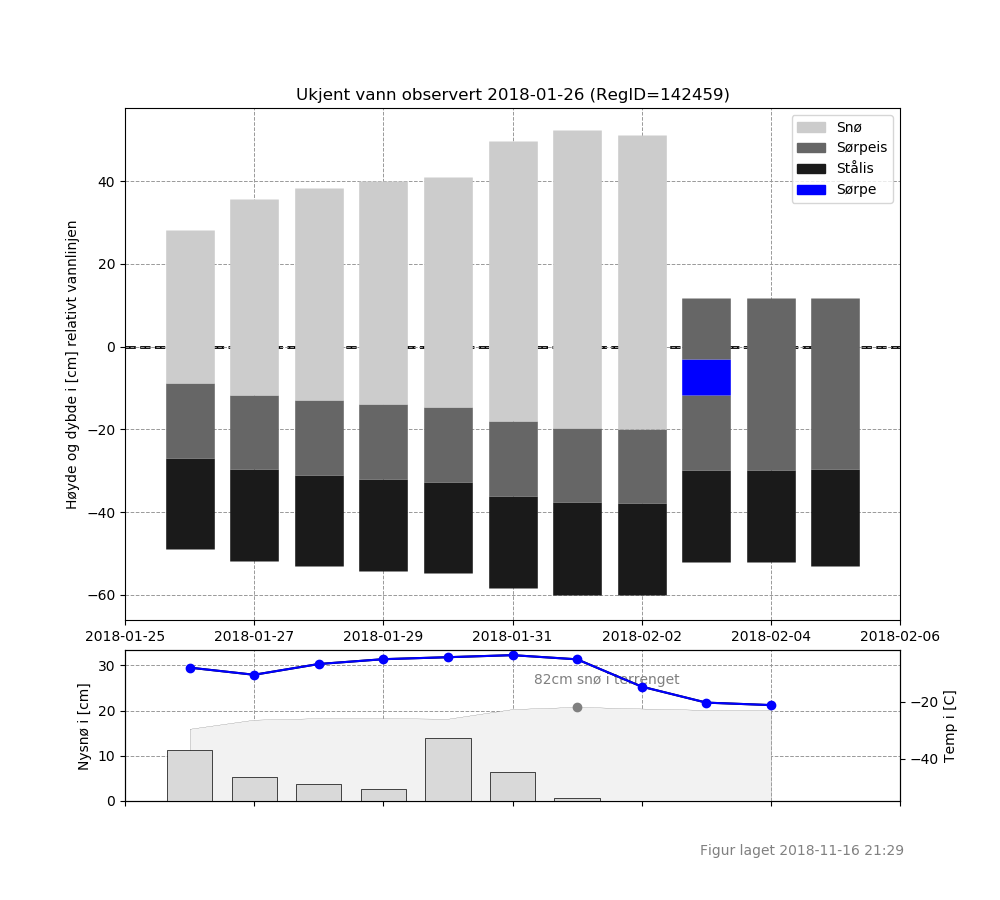 Ukjent vann observert 2018-01-26 (RegID=142459)
Høyde og dybde i [cm] relativt vannlinjen
40
20
0
−20
−40
−60
Snø
Sørpeis
Stålis
Sørpe
2018-01-25 2018-01-27 2018-01-29 2018-01-31 2018-02-02 2018-02-04 2018-02-06
Nysnø i [cm]
30
20
10
0
82cm snø i terrenget
−20
−40
Temp i [C]
Figur laget 2018-11-16 21:29